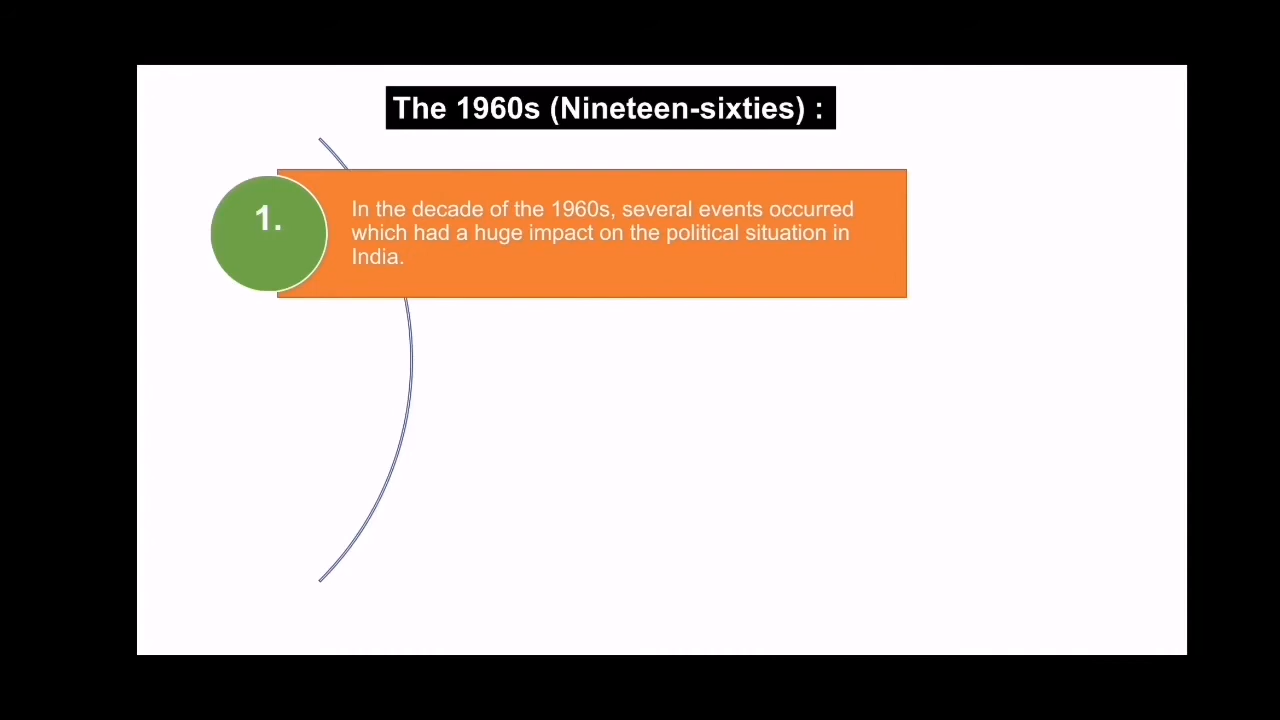 The 1960s (Nineteen-sixties) :
1.
In the decade of the 1960s, several events occurred
which had a huge impact on the political situation in
India.